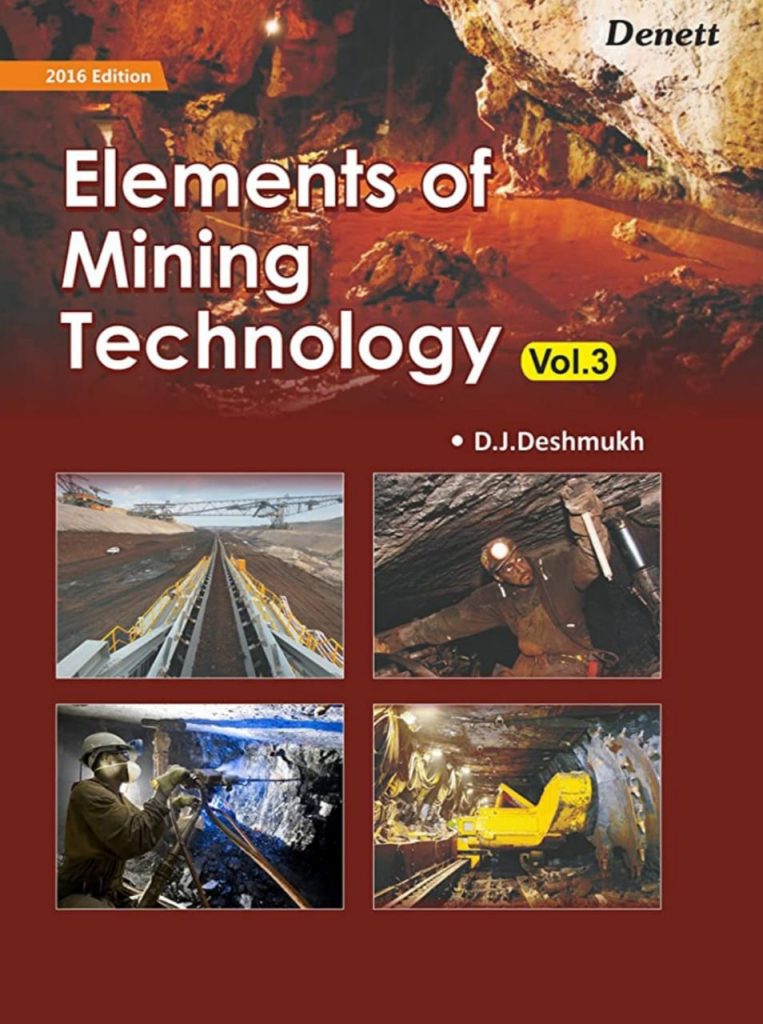 Denett
2016 Edition
Elements of
Mining
Technology Vol.3
• D.J.Deshmukh